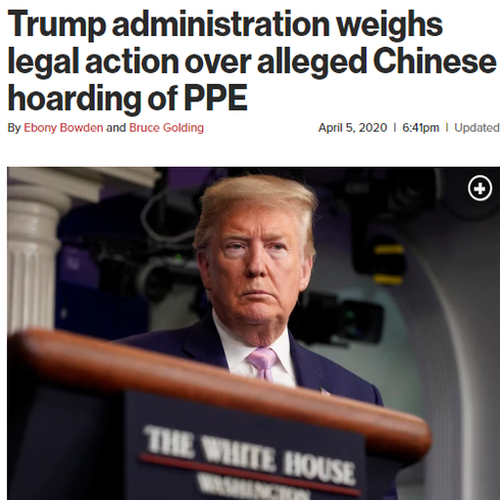 Trump administration weighs
legal action over alleged Chinese
hoarding of PPE
By Ebony Bowden and Bruce Golding April 5, 2020 | 6:41pm | Updated
THE WHITE HOUSE
WASHINGTON